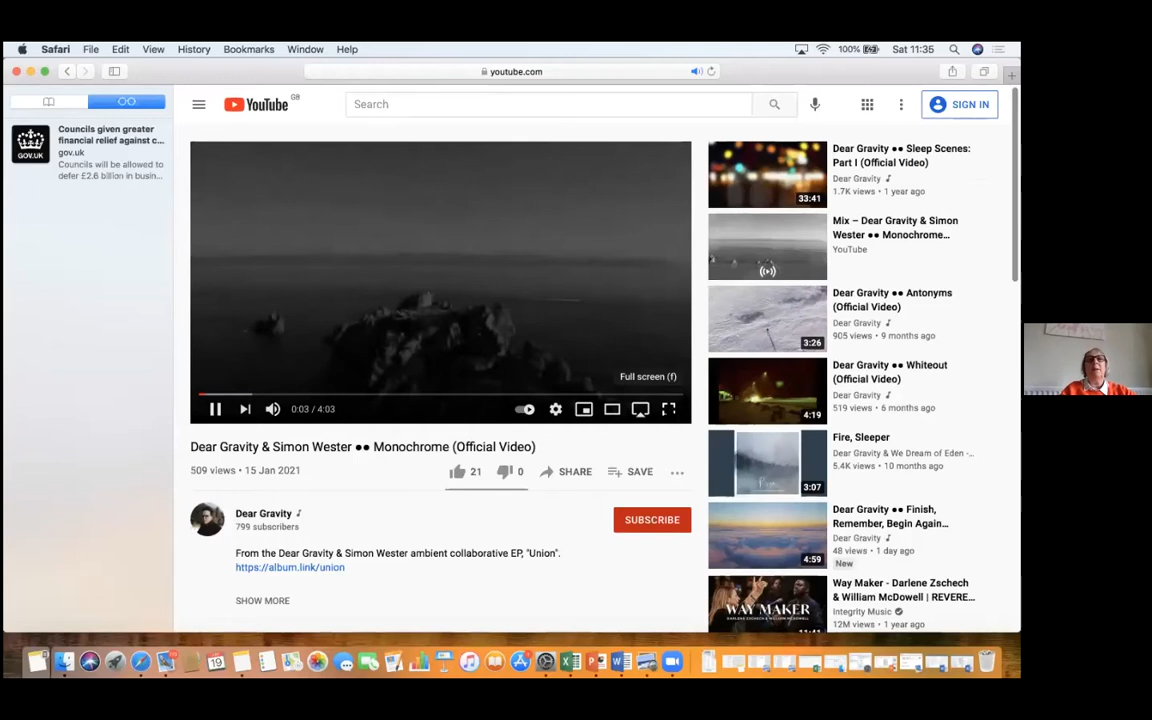 Safari File Edit View History Bookmarks Window Help
100% Sat 11:35
youtube.com
Councils given greater
financial relief against c...
gov.uk
Councils will be allowed to
defer £2.6 billion in busin...
GOV.UK
YouTube GB
Search
SIGN IN
Full screen (f)
0:03 / 4:03
Dear Gravity & Simon Wester ●● Monochrome (Official Video)
509 views • 15 Jan 2021
21 0 SHARE SAVE
Dear Gravity
799 subscribers
SUBSCRIBE
From the Dear Gravity & Simon Wester ambient collaborative EP, "Union".
https://album.link/union
SHOW MORE
33:41
Dear Gravity ●● Sleep Scenes:
Part I (Official Video)
Dear Gravity
1.7K views • 1 year ago
Mix – Dear Gravity & Simon
Wester ●● Monochrome...
YouTube
3:26
Dear Gravity ●● Antonyms
(Official Video)
Dear Gravity
905 views • 9 months ago
4:19
Dear Gravity ●● Whiteout
(Official Video)
Dear Gravity
519 views • 6 months ago
3:07
Fire, Sleeper
Dear Gravity & We Dream of Eden -...
5.4K views • 10 months ago
4:59
Dear Gravity ●● Finish,
Remember, Begin Again...
Dear Gravity
48 views • 1 day ago
New
WAY MAKER
Way Maker - Darlene Zschech
& William McDowell | REVERE...
Integrity Music
12M views • 1 year ago
19